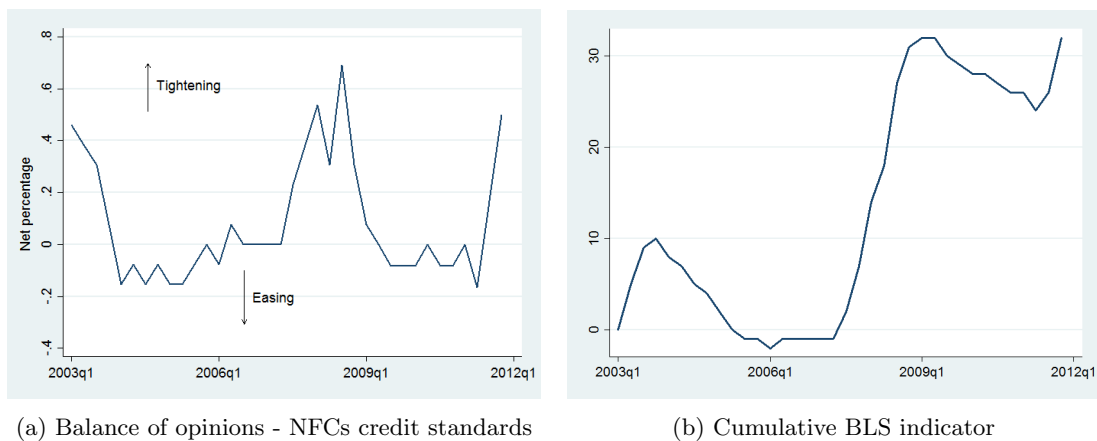 .8
.6
.4
.2
0
-.2
-.4
Net percentage
Tightening
Easing
2003q1 2006q1 2009q1 2012q1
(a) Balance of opinions - NFCs credit standards
30
20
10
0
2003q1 2006q1 2009q1 2012q1
(b) Cumulative BLS indicator